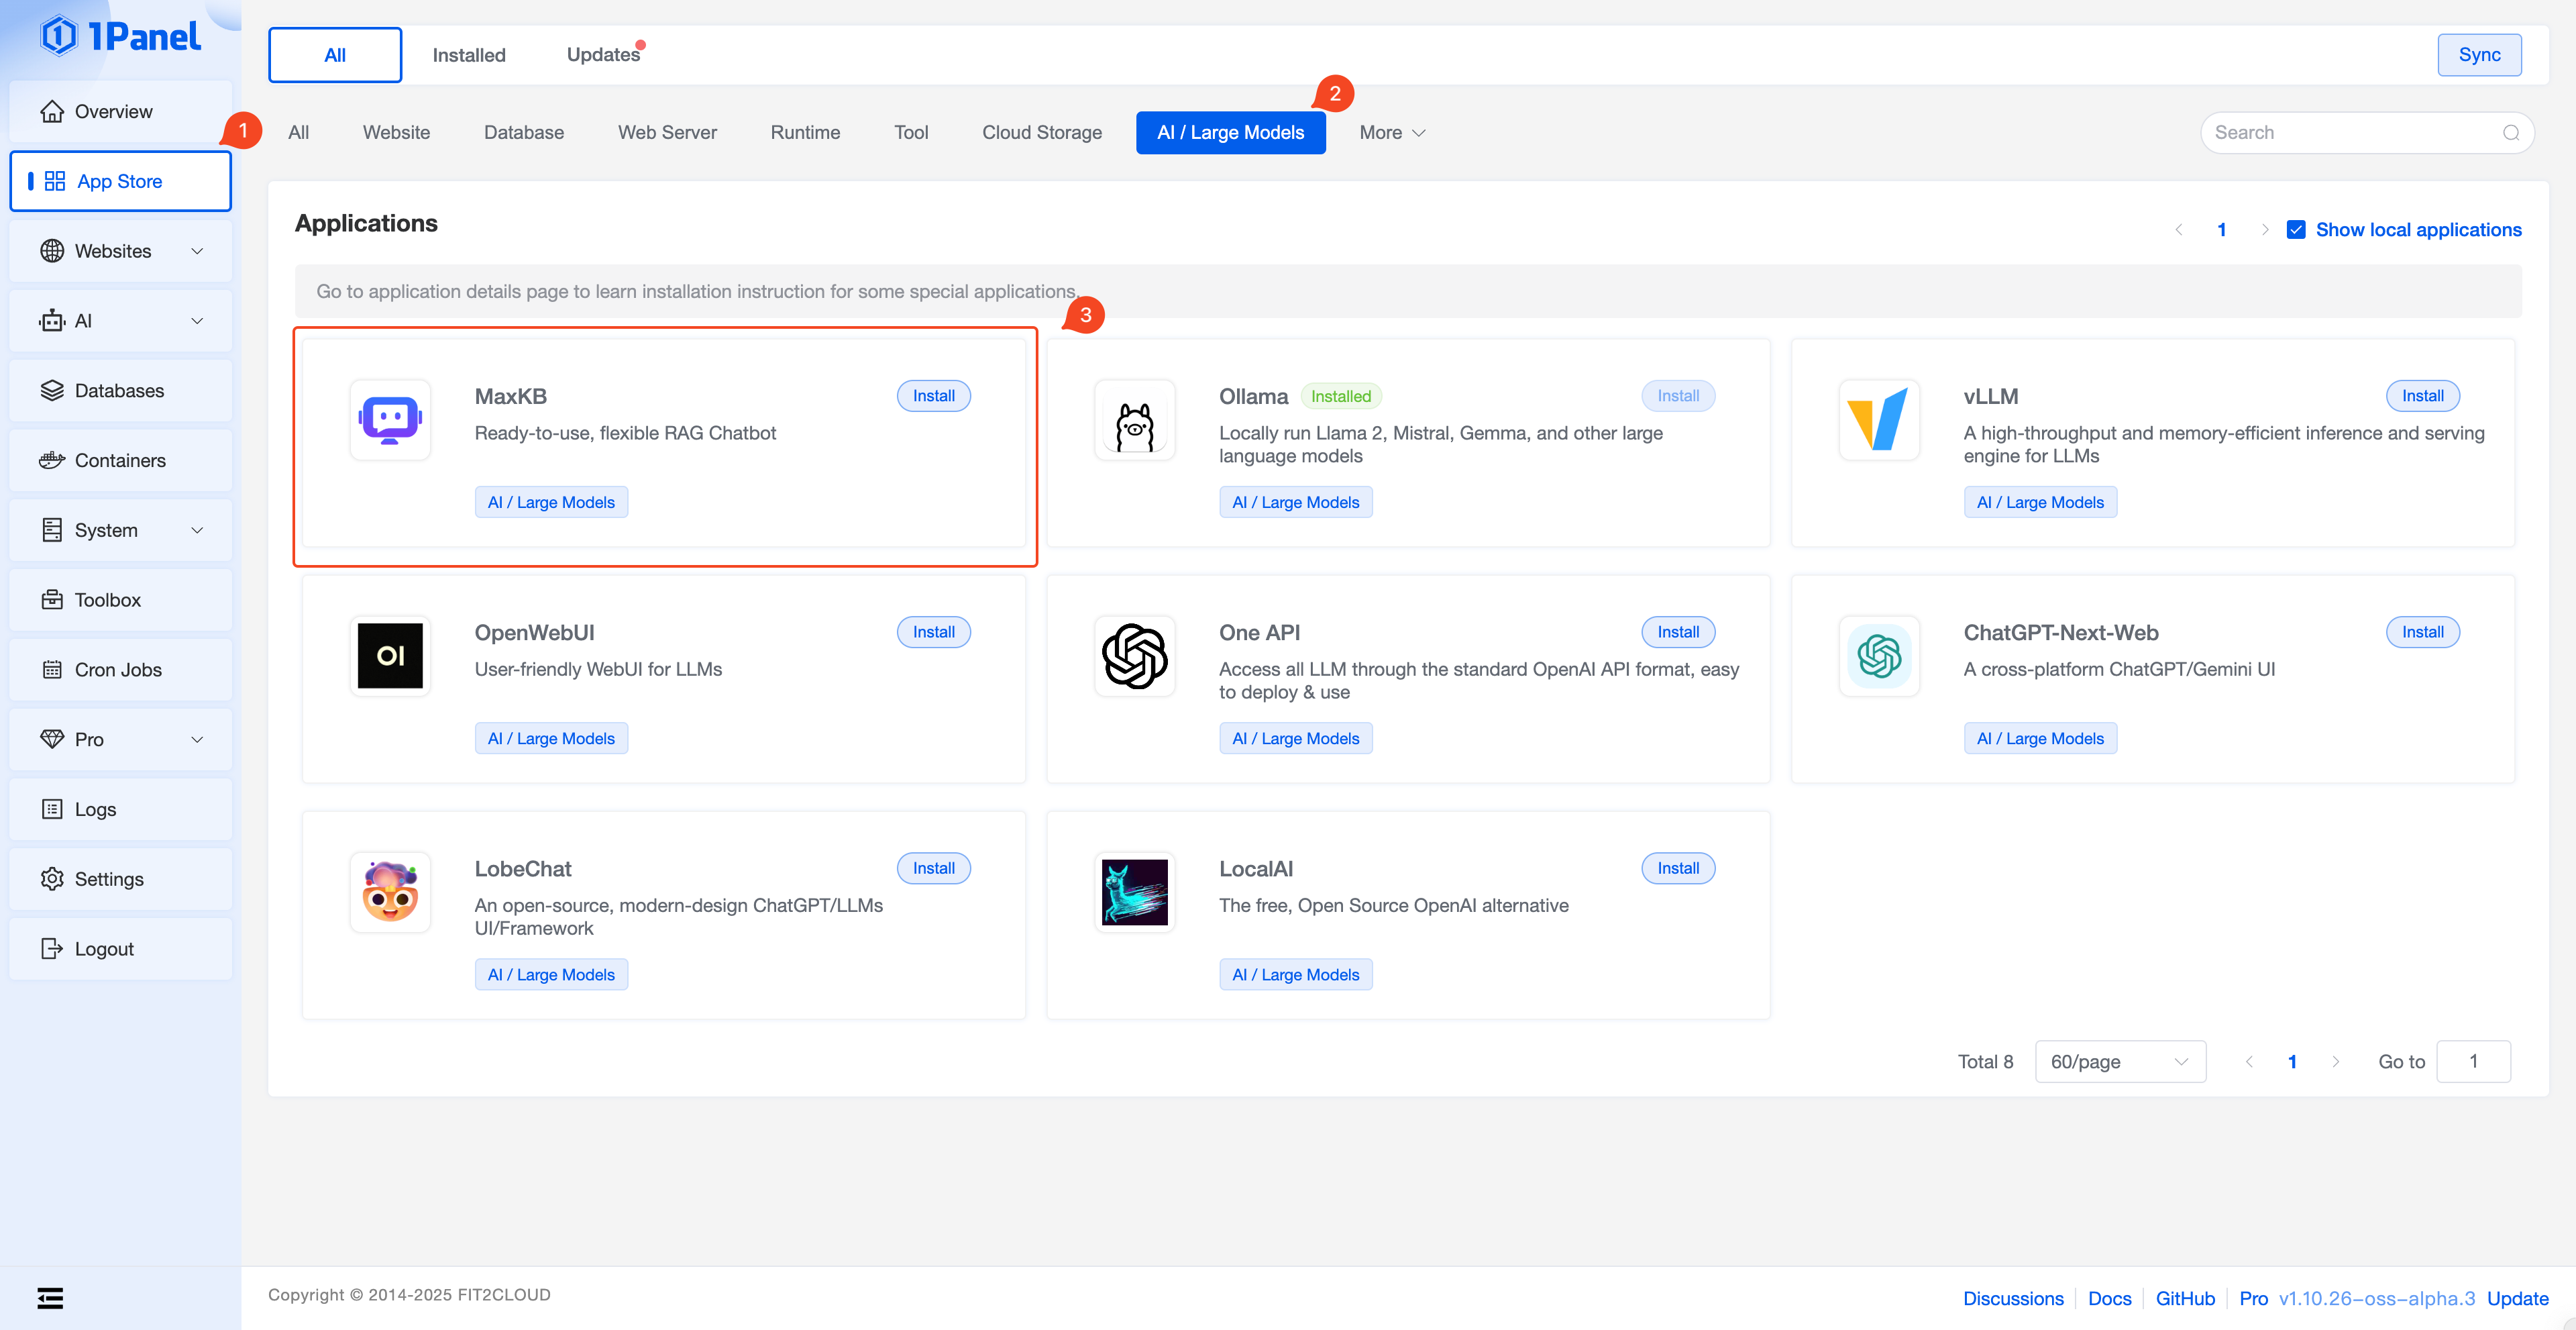 1Panel
Overview
1
App Store
Websites
AI
Databases
Containers
System
Toolbox
Cron Jobs
Pro
Logs
Settings
Logout
All
Installed
Updates
Sync
All
Website
Database
Web Server
Runtime
Tool
Cloud Storage
AI / Large Models
2
More
Search
Applications
1
Show local applications
Go to application details page to learn installation instruction for some special applications.
3
MaxKB
Install
Ready-to-use, flexible RAG Chatbot
AI / Large Models
Ollama
Installed
Install
Locally run Llama 2, Mistral, Gemma, and other large
language models
AI / Large Models
vLLM
Install
A high-throughput and memory-efficient inference and serving
engine for LLMs
AI / Large Models
OI
OpenWebUI
Install
User-friendly WebUI for LLMs
AI / Large Models
One API
Install
Access all LLM through the standard OpenAI API format, easy
to deploy & use
AI / Large Models
ChatGPT-Next-Web
Install
A cross-platform ChatGPT/Gemini UI
AI / Large Models
LobeChat
Install
An open-source, modern-design ChatGPT/LLMs
UI/Framework
AI / Large Models
LocalAI
Install
The free, Open Source OpenAI alternative
AI / Large Models
Total 8
60/page
1
Go to
1
Copyright © 2014-2025 FIT2CLOUD
Discussions
Docs
GitHub
Pro
v1.10.26-oss-alpha.3
Update